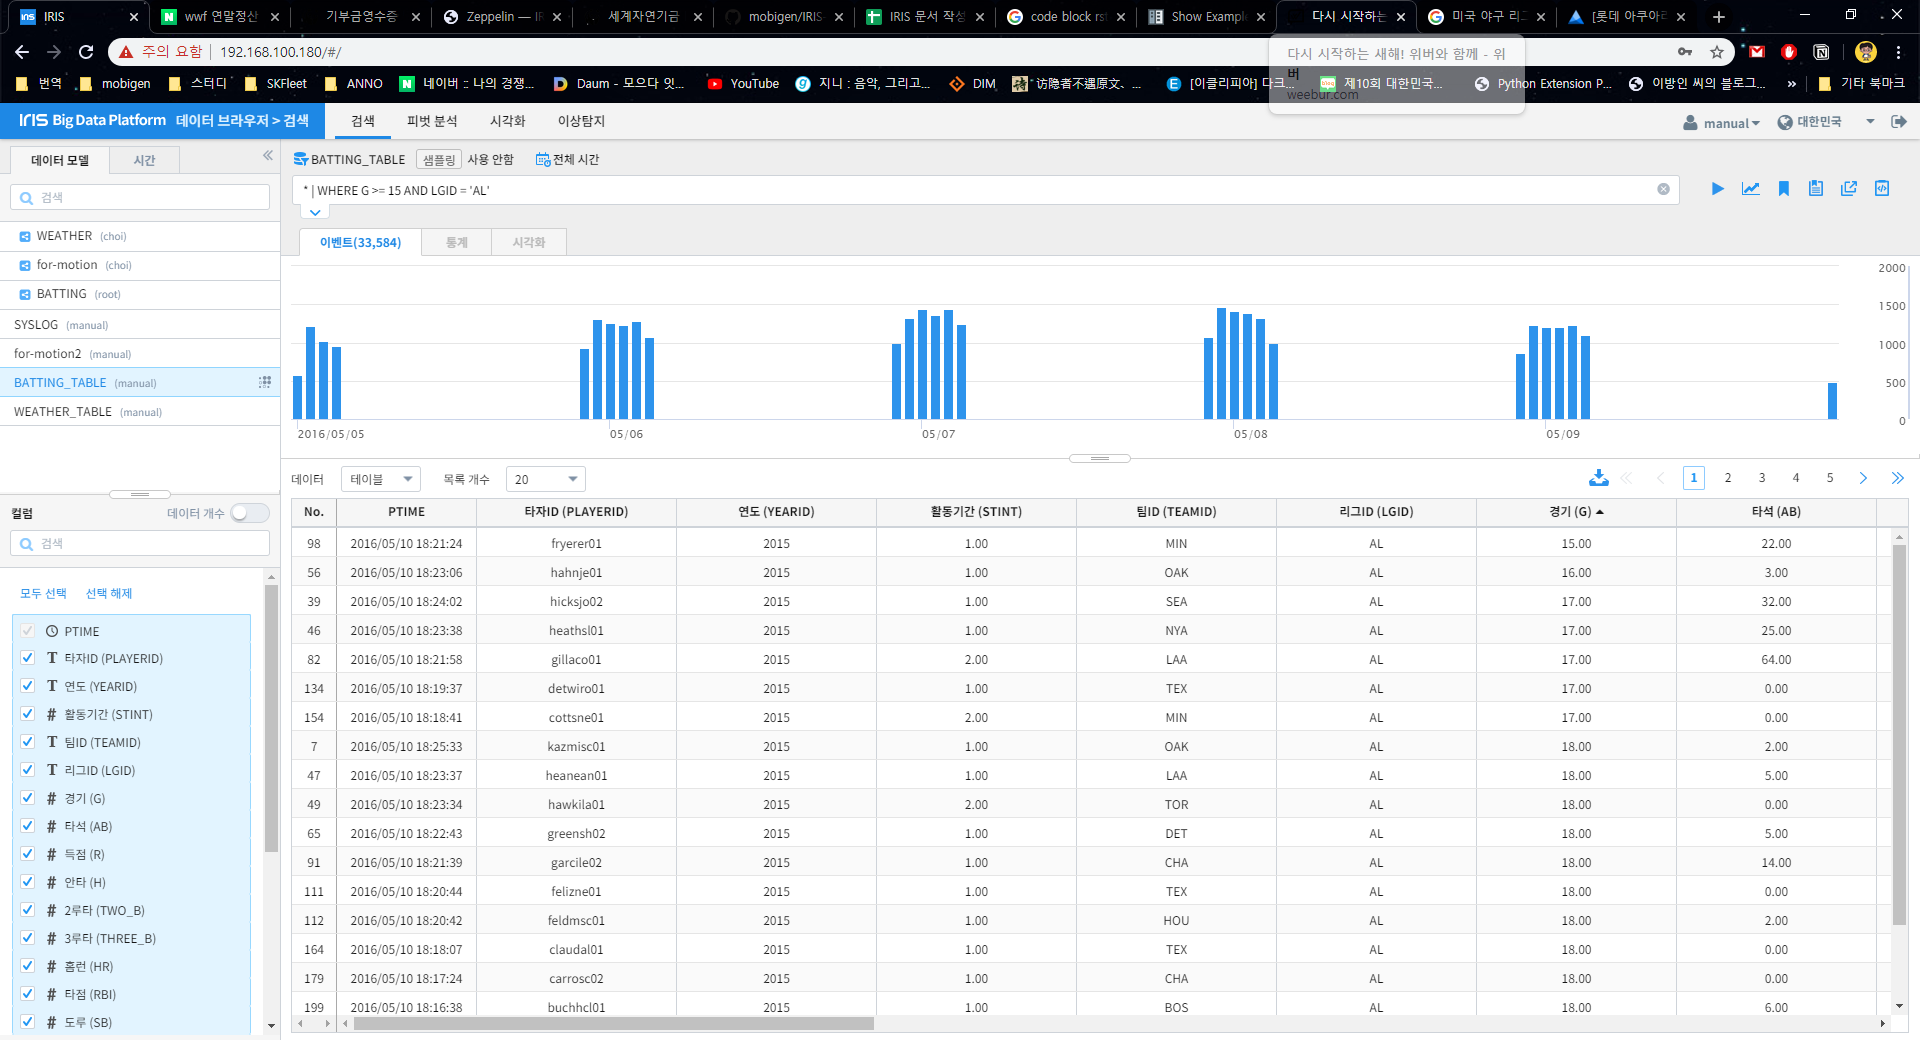 IRIS
wwf 연말정산
기부금영수증
Zeppelin — IR
세계자연기금
mobigen/IRIS-
IRIS 문서 작성
code block rst
Show Example
다시 시작하는
미국 야구 리그
[롯데 아쿠아리
주의 요함 | 192.168.100.180/#/
다시 시작하는 새해! 위버와 함께 - 위버
weebur.com
번역
mobigen
스터디
SKFleet
ANNO
네이버 :: 나의 경쟁...
Daum - 모으다 잇...
YouTube
지니 : 음악, 그리고...
DIM
访隐者不遇原文、...
[이클리피아] 다크...
제10회 대한민국...
Python Extension P...
이방인 씨의 블로그...
»
기타 북마크
IRIS Big Data Platform 데이터 브라우저 > 검색
검색
피벗 분석
시각화
이상탐지
manual
대한민국
데이터 모델
시간
검색
WEATHER (choi)
for-motion (choi)
BATTING (root)
SYSLOG (manual)
for-motion2 (manual)
BATTING_TABLE (manual)
WEATHER_TABLE (manual)
컬럼
데이터 개수
검색
모두 선택 선택 해제
PTIME
T 타자ID (PLAYERID)
T 연도 (YEARID)
# 활동기간 (STINT)
T 팀ID (TEAMID)
T 리그ID (LGID)
# 경기 (G)
# 타석 (AB)
# 득점 (R)
# 안타 (H)
# 2루타 (TWO_B)
# 3루타 (THREE_B)
# 홈런 (HR)
# 타점 (RBI)
# 도루 (SB)
BATTING_TABLE 샘플링 사용 안함 전체 시간
* | WHERE G >= 15 AND LGID = 'AL'
이벤트(33,584)
통계
시각화
2000
1500
1000
500
0
2016/05/05 05/06 05/07 05/08 05/09
데이터 테이블 목록 개수 20
1 2 3 4 5
No. PTIME 타자ID (PLAYERID) 연도 (YEARID) 활동기간 (STINT) 팀ID (TEAMID) 리그ID (LGID) 경기 (G) 타석 (AB)
98 2016/05/10 18:21:24 fryerer01 2015 1.00 MIN AL 15.00 22.00
56 2016/05/10 18:23:06 hahnje01 2015 1.00 OAK AL 16.00 3.00
39 2016/05/10 18:24:02 hicksjo02 2015 1.00 SEA AL 17.00 32.00
46 2016/05/10 18:23:38 heathsl01 2015 1.00 NYA AL 17.00 25.00
82 2016/05/10 18:21:58 gillaco01 2015 2.00 LAA AL 17.00 64.00
134 2016/05/10 18:19:37 detwiro01 2015 1.00 TEX AL 17.00 0.00
154 2016/05/10 18:18:41 cottsne01 2015 2.00 MIN AL 17.00 0.00
7 2016/05/10 18:25:33 kazmisc01 2015 1.00 OAK AL 18.00 2.00
47 2016/05/10 18:23:37 heanean01 2015 1.00 LAA AL 18.00 5.00
49 2016/05/10 18:23:34 hawkila01 2015 2.00 TOR AL 18.00 0.00
65 2016/05/10 18:22:43 greensh02 2015 1.00 DET AL 18.00 5.00
91 2016/05/10 18:21:39 garcile02 2015 1.00 CHA AL 18.00 14.00
111 2016/05/10 18:20:44 felizne01 2015 1.00 TEX AL 18.00 0.00
112 2016/05/10 18:20:42 feldmsc01 2015 1.00 HOU AL 18.00 2.00
164 2016/05/10 18:18:07 claudal01 2015 1.00 TEX AL 18.00 0.00
179 2016/05/10 18:17:24 carrosc02 2015 1.00 CHA AL 18.00 0.00
199 2016/05/10 18:16:38 buchhcl01 2015 1.00 BOS AL 18.00 6.00